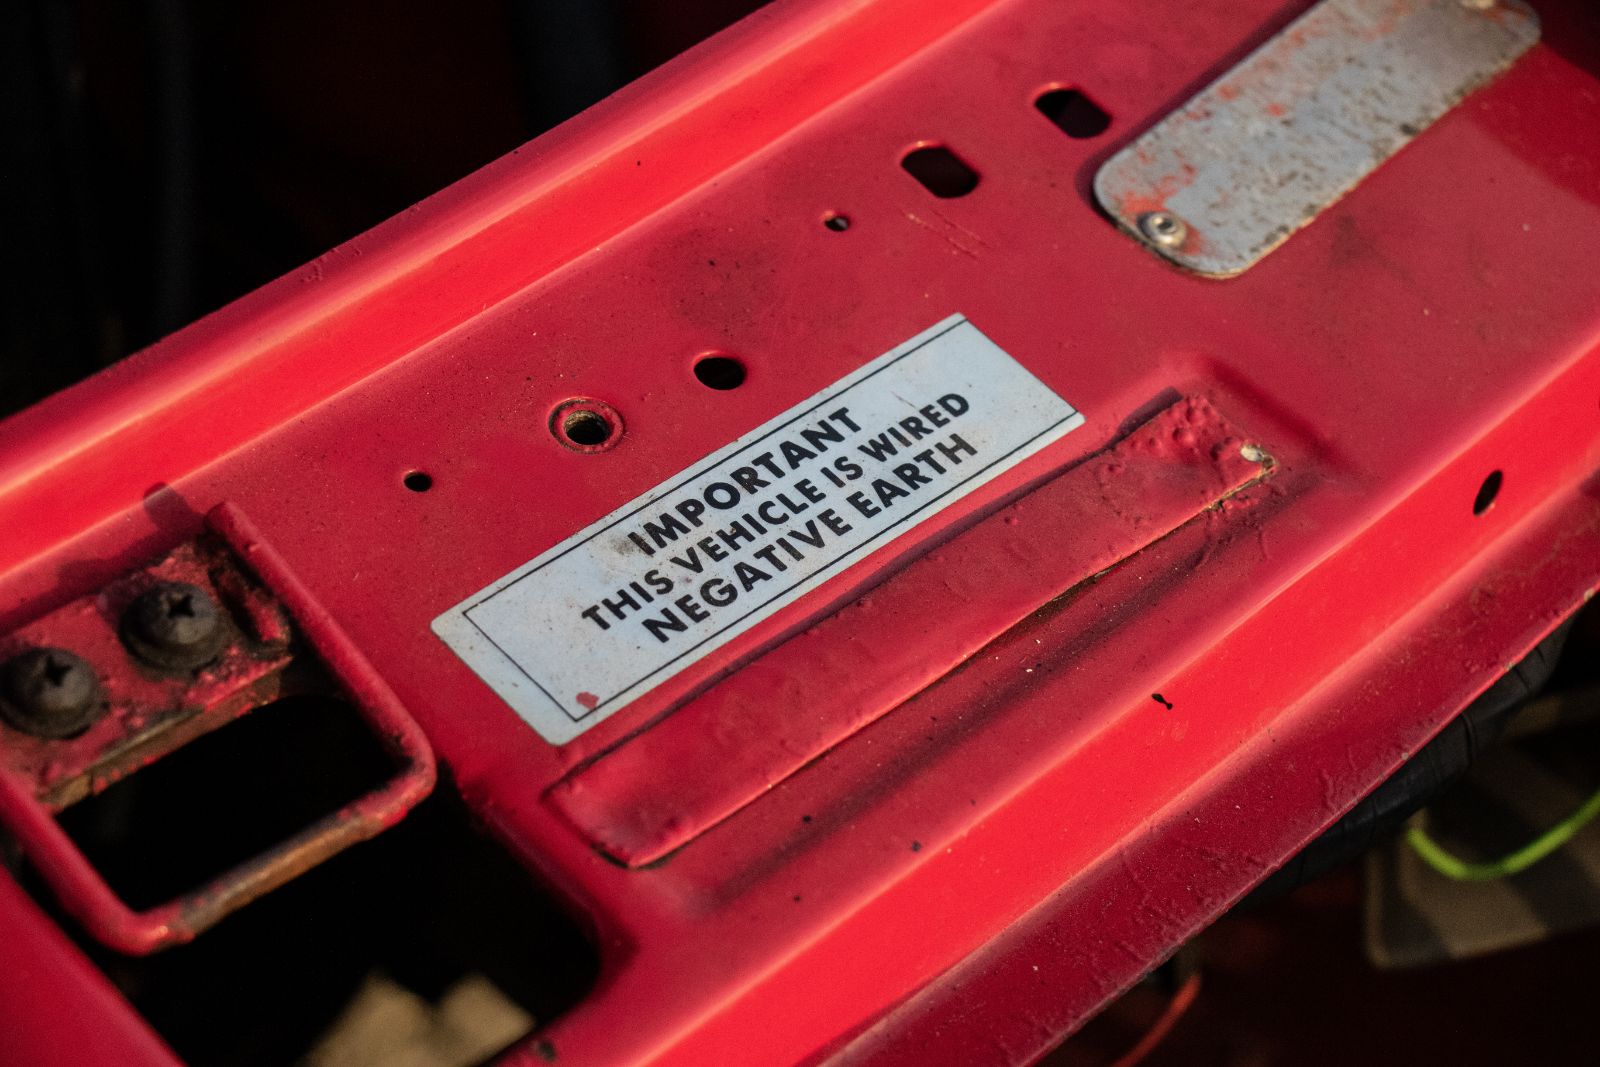 IMPORTANT
THIS VEHICLE IS WIRED
NEGATIVE EARTH